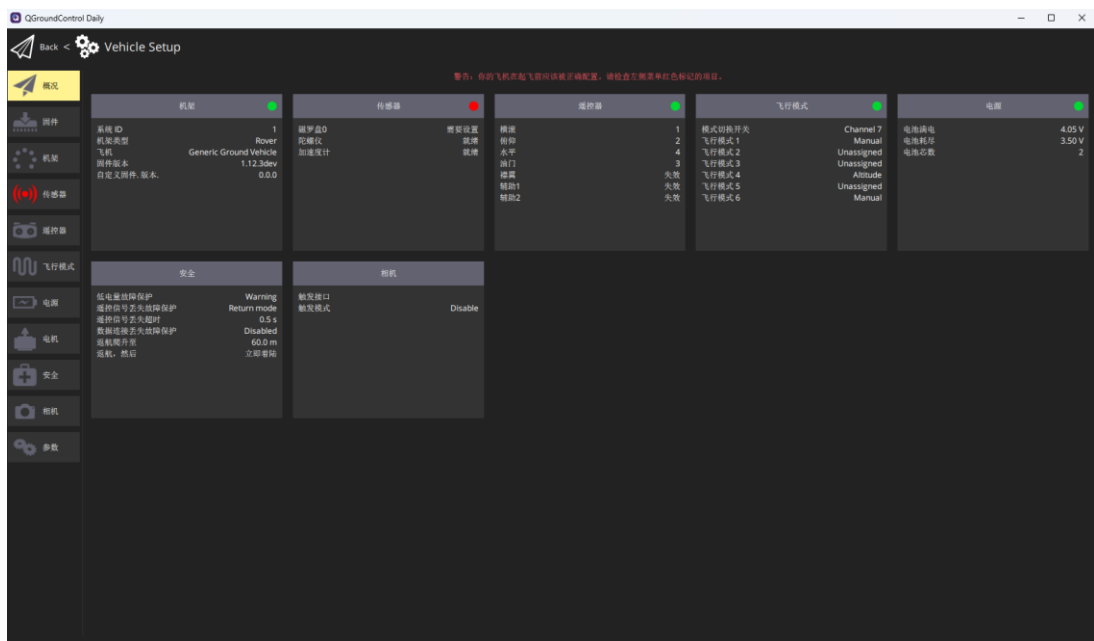 QGroundControl Daily
Back < Vehicle Setup
警告：你的飞机在起飞前应该被正确配置，请检查左侧菜单红色标记的项目。
概况
固件
机架
传感器
遥控器
飞行模式
电源
电机
安全
相机
参数
机架
系统 ID 1
机架类型 Rover
飞机 Generic Ground Vehicle
固件版本 1.12.3dev
自定义固件.版本. 0.0.0
传感器
磁罗盘0 需要设置
陀螺仪 就绪
加速度计 就绪
遥控器
横滚 1
俯仰 2
水平 4
油门 3
襟翼 失效
辅助1 失效
辅助2 失效
飞行模式
模式切换开关 Channel 7
飞行模式 1 Manual
飞行模式 2 Unassigned
飞行模式 3 Unassigned
飞行模式 4 Altitude
飞行模式 5 Unassigned
飞行模式 6 Manual
电源
电池满电 4.05 V
电池耗尽 3.50 V
电池芯数 2
安全
低电量故障保护 Warning
遥控信号丢失故障保护 Return mode
遥控信号丢失超时 0.5 s
数据连接丢失故障保护 Disabled
返航爬升至 60.0 m
返航，然后 立即着陆
相机
触发接口
触发模式 Disable